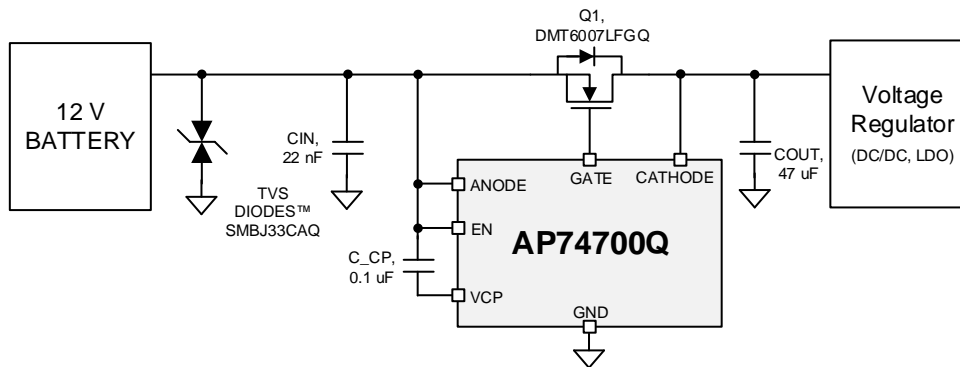 Q1,
DMT6007LFGQ
12 V
BATTERY
CIN,
22 nF
TVS
DIODES™
SMBJ33CAQ
C_CP,
0.1 uF
ANODE
EN
VCP
GATE
CATHODE
AP74700Q
GND
COUT,
47 uF
Voltage
Regulator
(DC/DC, LDO)